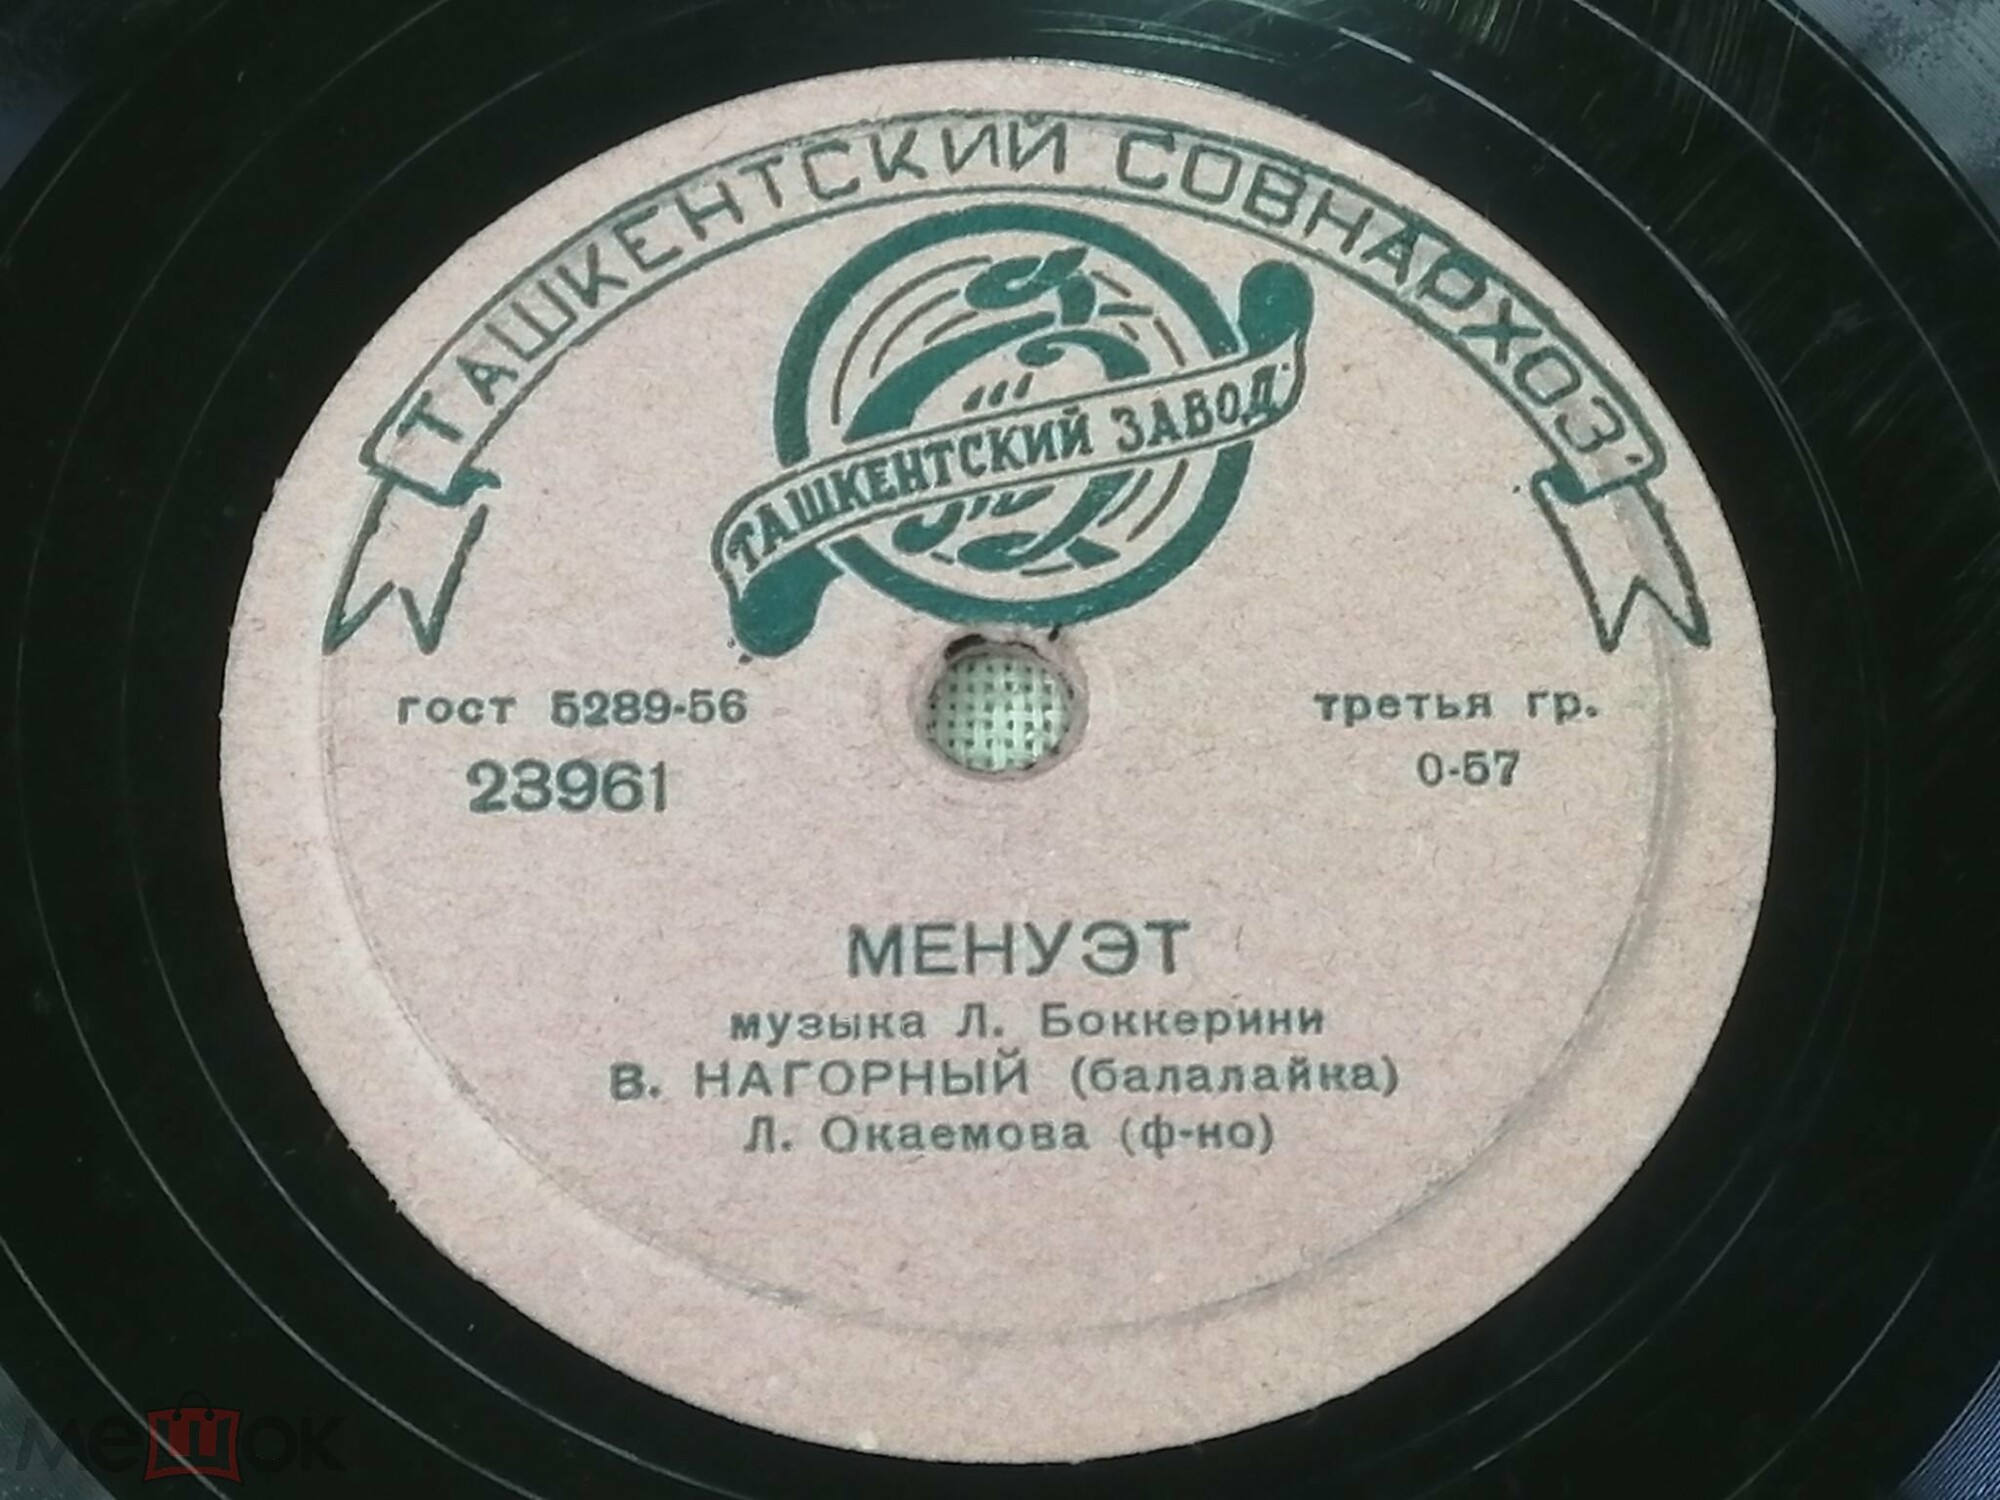 ТАШКЕНТСКИЙ СОВНАРХОЗ
ТАШКЕНТСКИЙ ЗАВОД
гост 5289-56
третья гр.
23961
0-57
МЕНУЭТ
музыка Л. Боккерини
В. НАГОРНЫЙ (балалайка)
Л. Окаемова (ф-но)
мешок